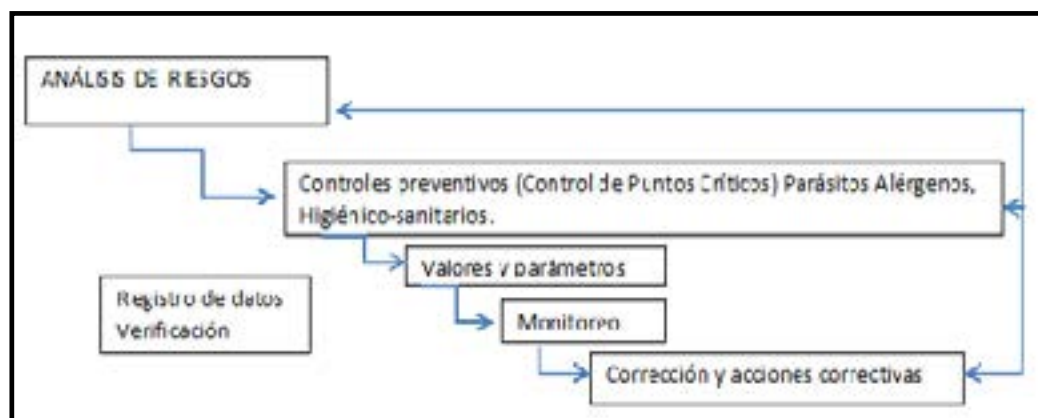 ANÁLISIS DE RIESGOS
Controles preventivos (Control de Puntos Críticos) Parásitos Alérgenos,
Higiénico-sanitarios.
Valores y parámetros
Registro de datos
Verificación
Monitoreo
Corrección y acciones correctivas